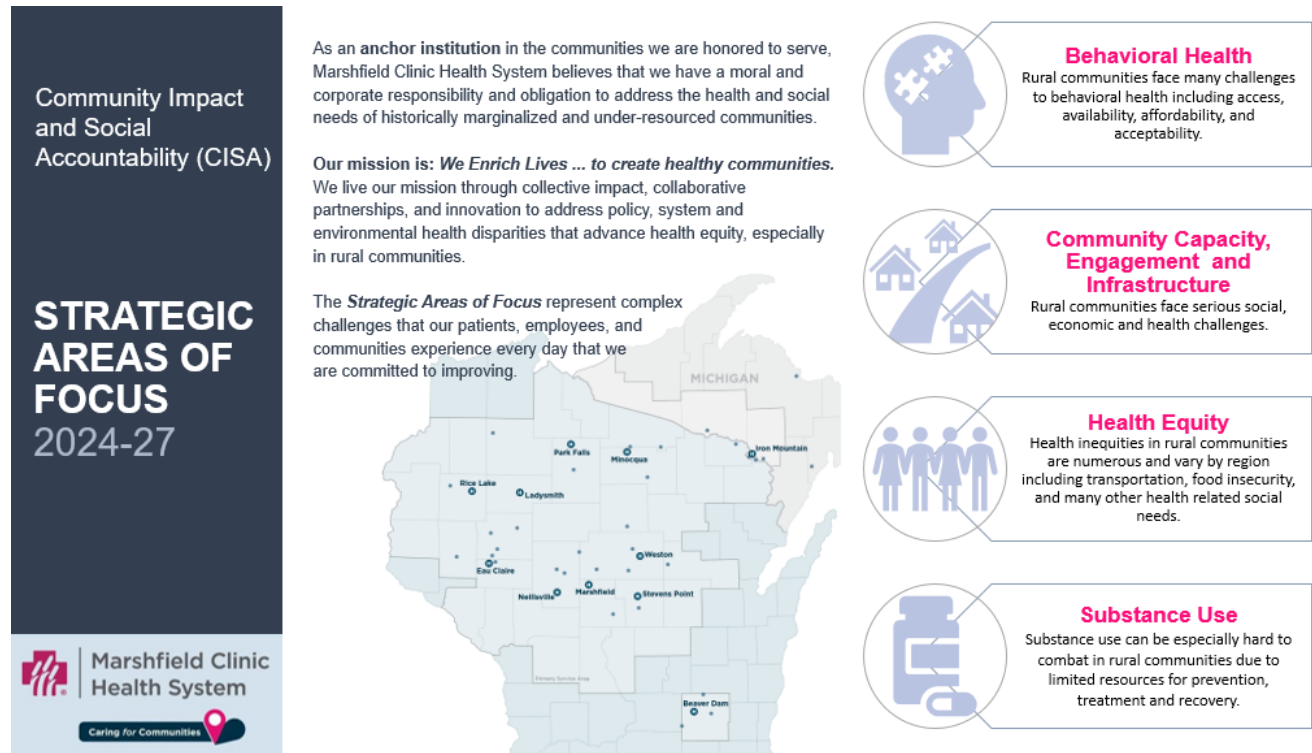 Community Impact
and Social
Accountability (CISA)
STRATEGIC
AREAS OF
FOCUS
2024-27
Marshfield Clinic
Health System
Caring for Communities
As an anchor institution in the communities we are honored to serve,
Marshfield Clinic Health System believes that we have a moral and
corporate responsibility and obligation to address the health and social
needs of historically marginalized and under-resourced communities.
Our mission is: We Enrich Lives ... to create healthy communities.
We live our mission through collective impact, collaborative
partnerships, and innovation to address policy, system and
environmental health disparities that advance health equity, especially
in rural communities.
The Strategic Areas of Focus represent complex
challenges that our patients, employees, and
communities experience every day that we
are committed to improving.
MICHIGAN
Park Falls
Minocqua
Iron Mountain
Rice Lake
Ladysmith
Weston
Eau Claire
Neillsville
Marshfield
Stevens Point
Primary Service Area
Beaver Dam
Behavioral Health
Rural communities face many challenges
to behavioral health including access,
availability, affordability, and
acceptability.
Community Capacity,
Engagement and
Infrastructure
Rural communities face serious social,
economic and health challenges.
Health Equity
Health inequities in rural communities
are numerous and vary by region
including transportation, food insecurity,
and many other health related social
needs.
Substance Use
Substance use can be especially hard to
combat in rural communities due to
limited resources for prevention,
treatment and recovery.